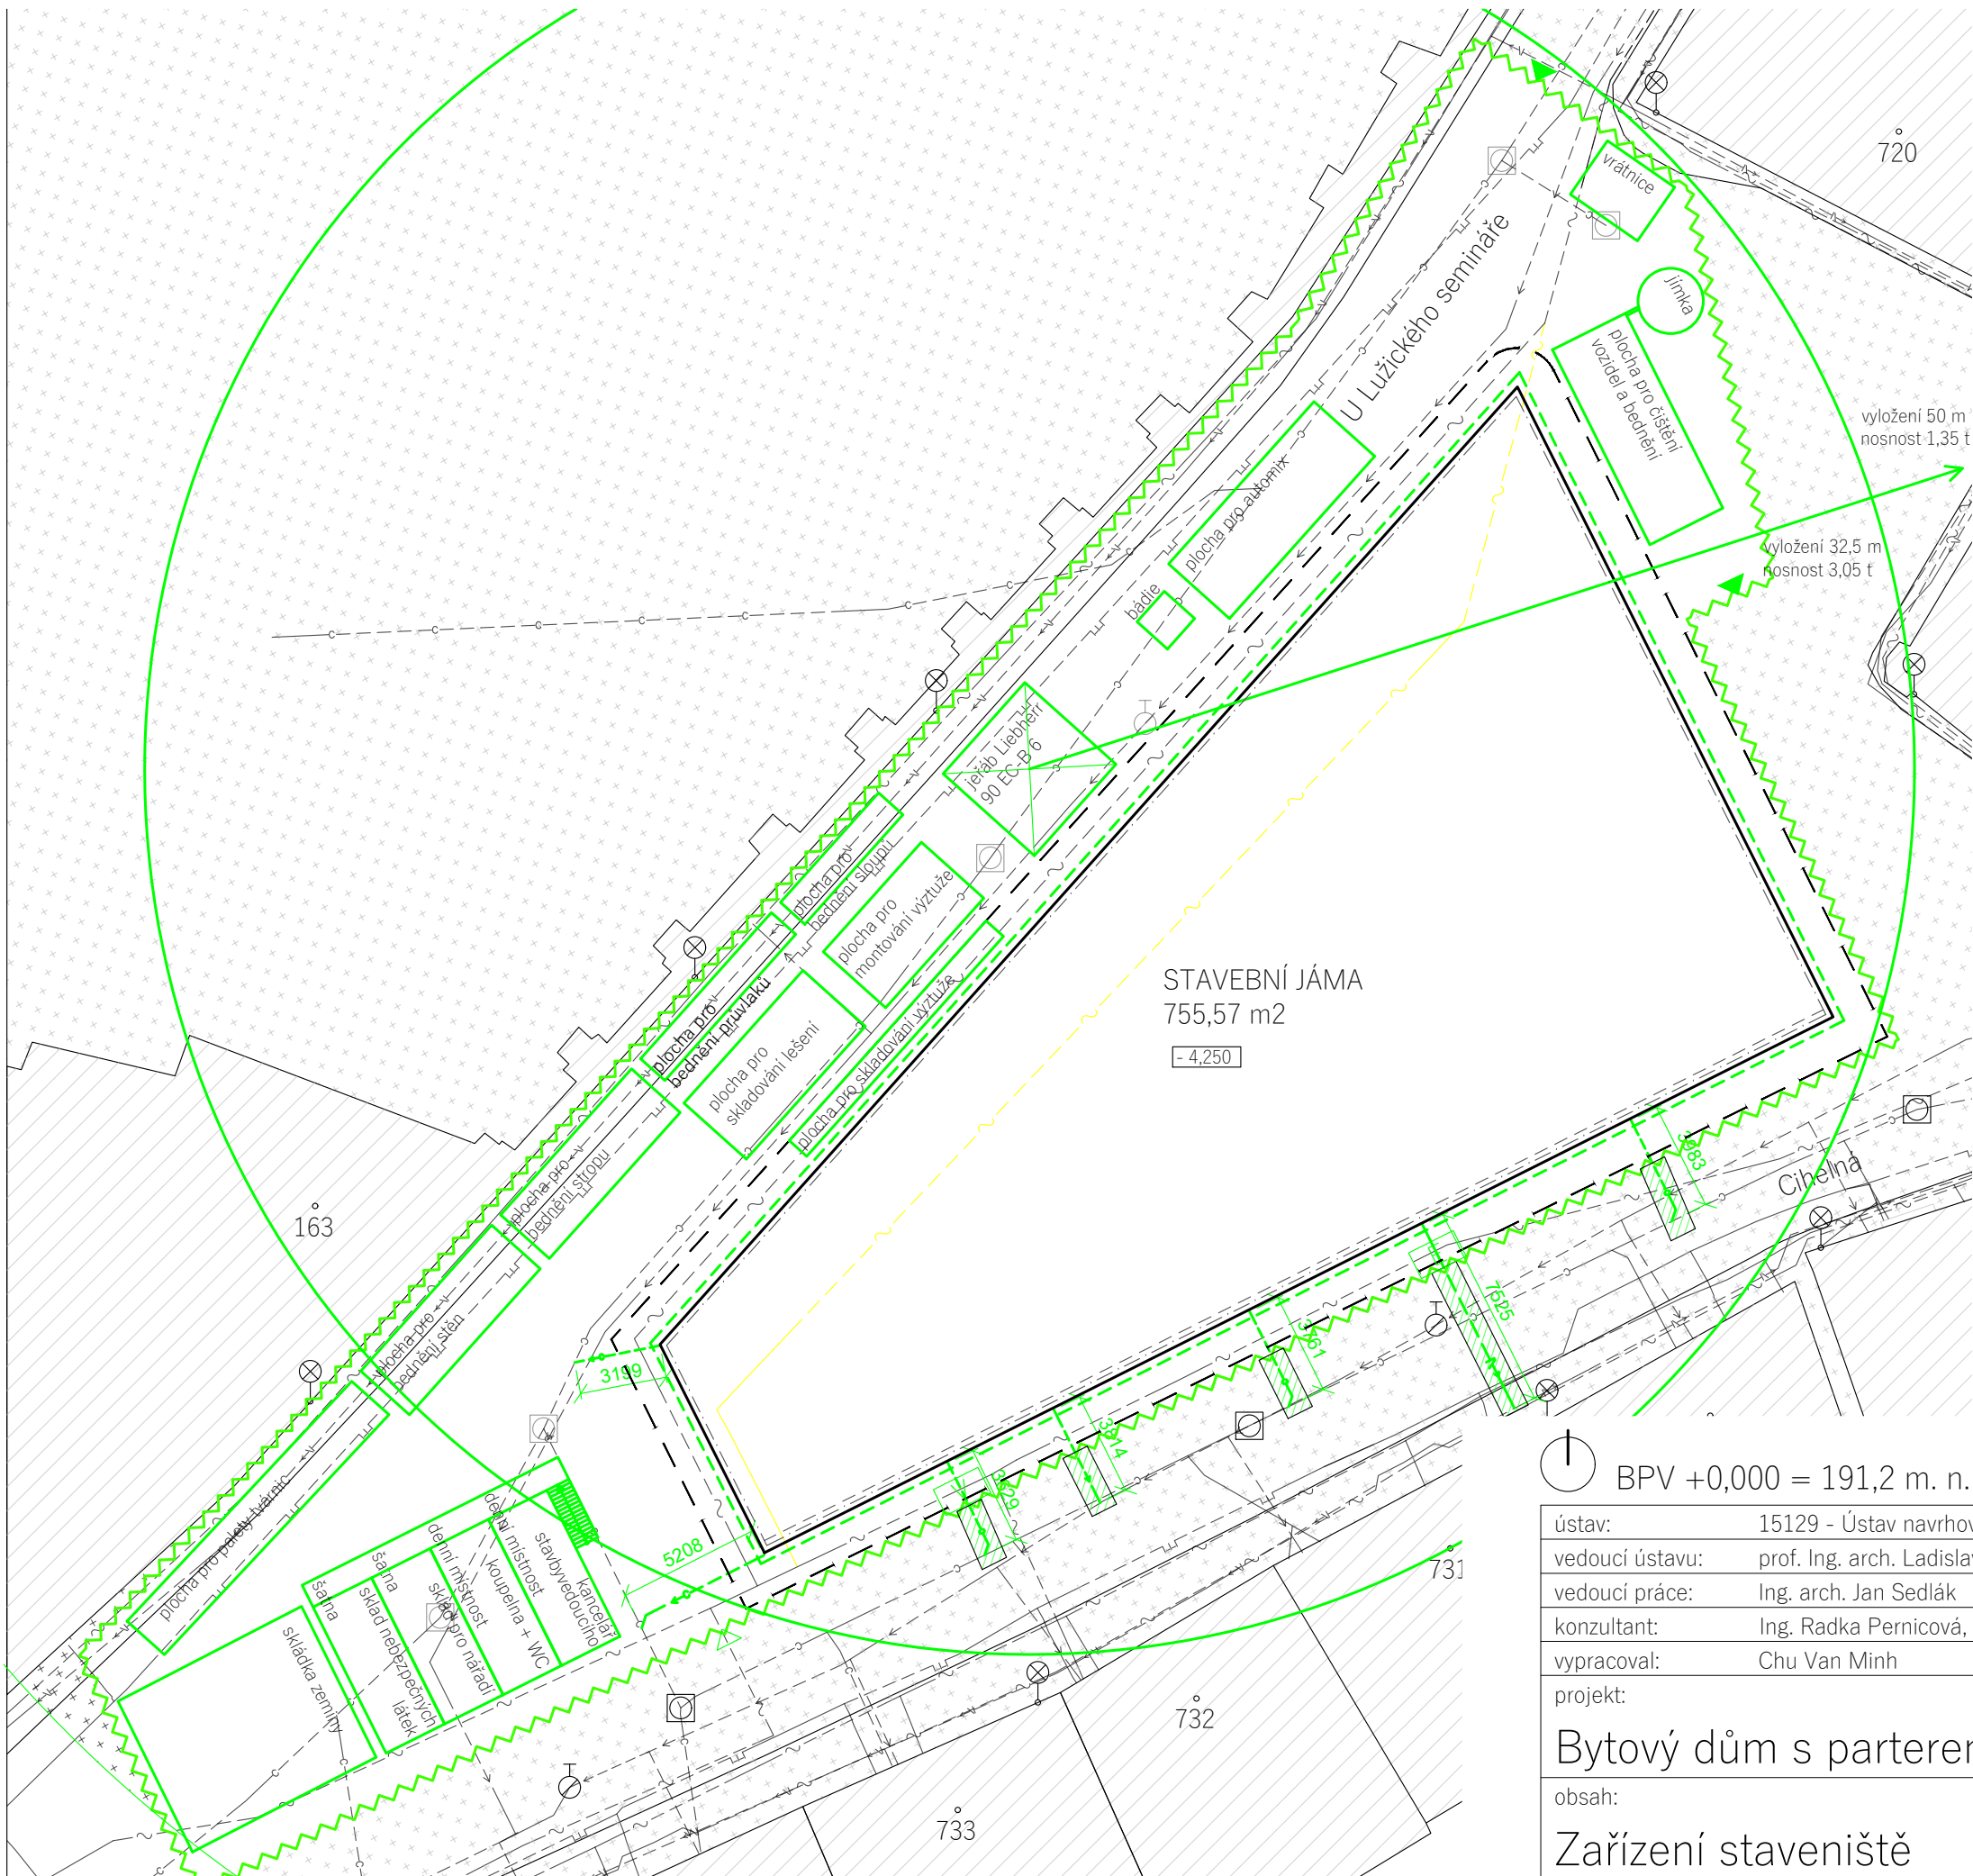 720
vrátnice
jímka
U Lužického semináře
plocha pro čištění
vozidel a bednění
vyložení 50 m
nosnost 1,35 t
plocha pro automix
vyložení 32,5 m
nosnost 3,05 t
bádie
jeřáb Liebherr
90 EC-B 6
plocha pro
bednění sloupu
plocha pro
montování výztuže
plocha pro
bednění průvlaků
plocha pro
skladování lešení
plocha pro skladování výztuže
STAVEBNÍ JÁMA
755,57 m2
- 4,250
163
plocha pro
bednění stropu
plocha pro
bednění stěn
plocha pro palety tvárnic
Cihelná
7525
3199
5208
denní místnost
kancelář
stavbyvedoucího
denní místnost
koupelna + WC
šatna
sklad pro nářadí
šatna
sklad nebezpečných
látek
skládka zeminy
731
732
733
BPV +0,000 = 191,2 m. n.
ústav: 15129 - Ústav navrhov
vedoucí ústavu: prof. Ing. arch. Ladislav
vedoucí práce: Ing. arch. Jan Sedlák
konzultant: Ing. Radka Pernicová,
vypracoval: Chu Van Minh
projekt:
Bytový dům s parterem
obsah:
Zařízení staveniště